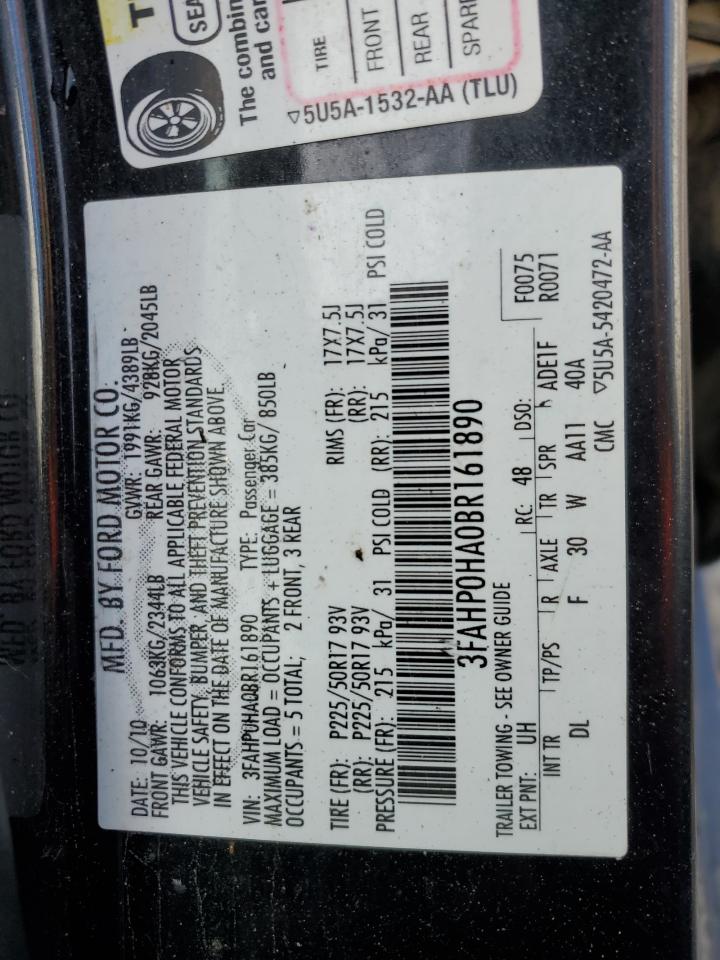 T
SEA
The combin
and car
TIRE
FRONT
REAR
SPAR
▽5U5A-1532-AA (TLU)
MFD. BY FORD MOTOR CO.
DATE: 10/10 GVWR: 1991KG/4389LB
FRONT GAWR: 1063KG/2344LB REAR GAWR: 928KG/2045LB
THIS VEHICLE CONFORMS TO ALL APPLICABLE FEDERAL MOTOR
VEHICLE SAFETY, BUMPER, AND THEFT PREVENTION STANDARDS
IN EFFECT ON THE DATE OF MANUFACTURE SHOWN ABOVE.
VIN: 3FAHP0HA0BR161890 TYPE: Passenger Car
MAXIMUM LOAD = OCCUPANTS + LUGGAGE = 385KG/ 850LB
OCCUPANTS = 5 TOTAL; 2 FRONT, 3 REAR
TIRE (FR): P225/50R17 93V RIMS (FR): 17X7.5J
(RR): P225/50R17 93V (RR): 17X7.5J
PRESSURE (FR): 215 kPa/ 31 PSI COLD (RR): 215 kPa/ 31 PSI COLD
3FAHP0HA0BR161890
TRAILER TOWING - SEE OWNER GUIDE F0075
EXT PNT: UH RC: 48 DSO: R0071
INT TR TP/PS R AXLE TR SPR ADE1F
DL F 30 W AA11 40A
CMC ▽5U5A-5420472-AA